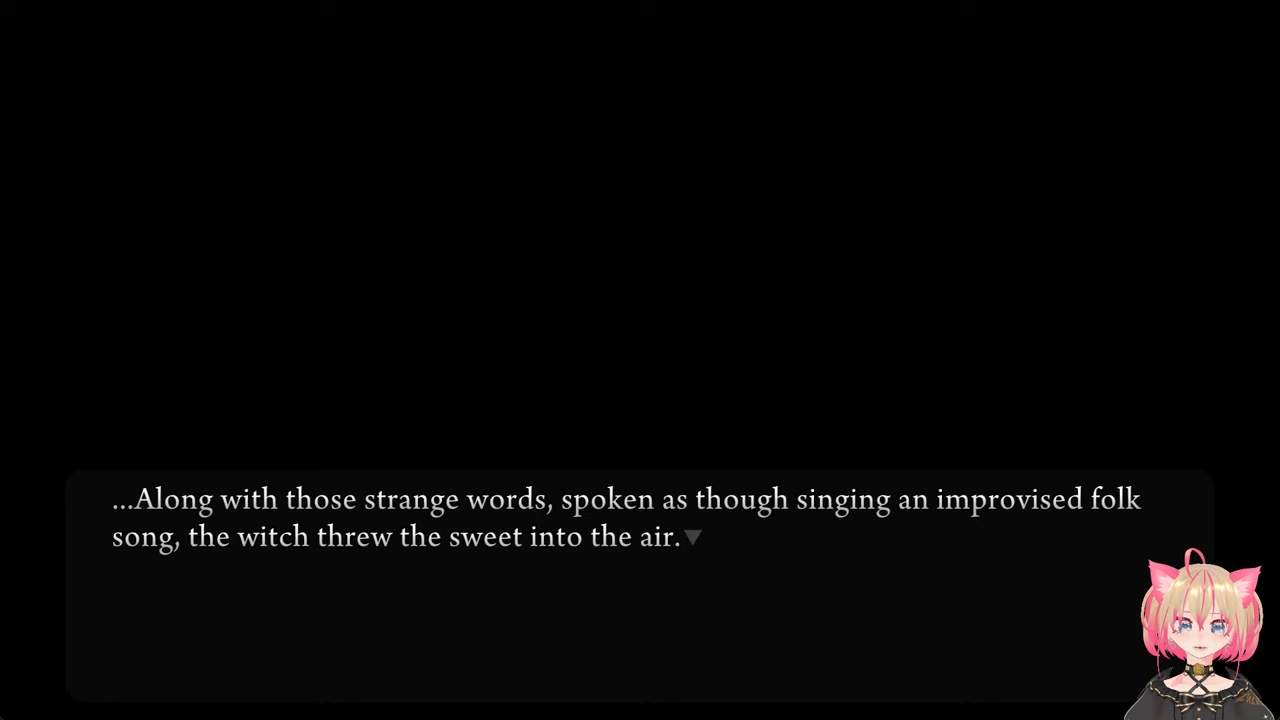 ...Along with those strange words, spoken as though singing an improvised folk
song, the witch threw the sweet into the air.